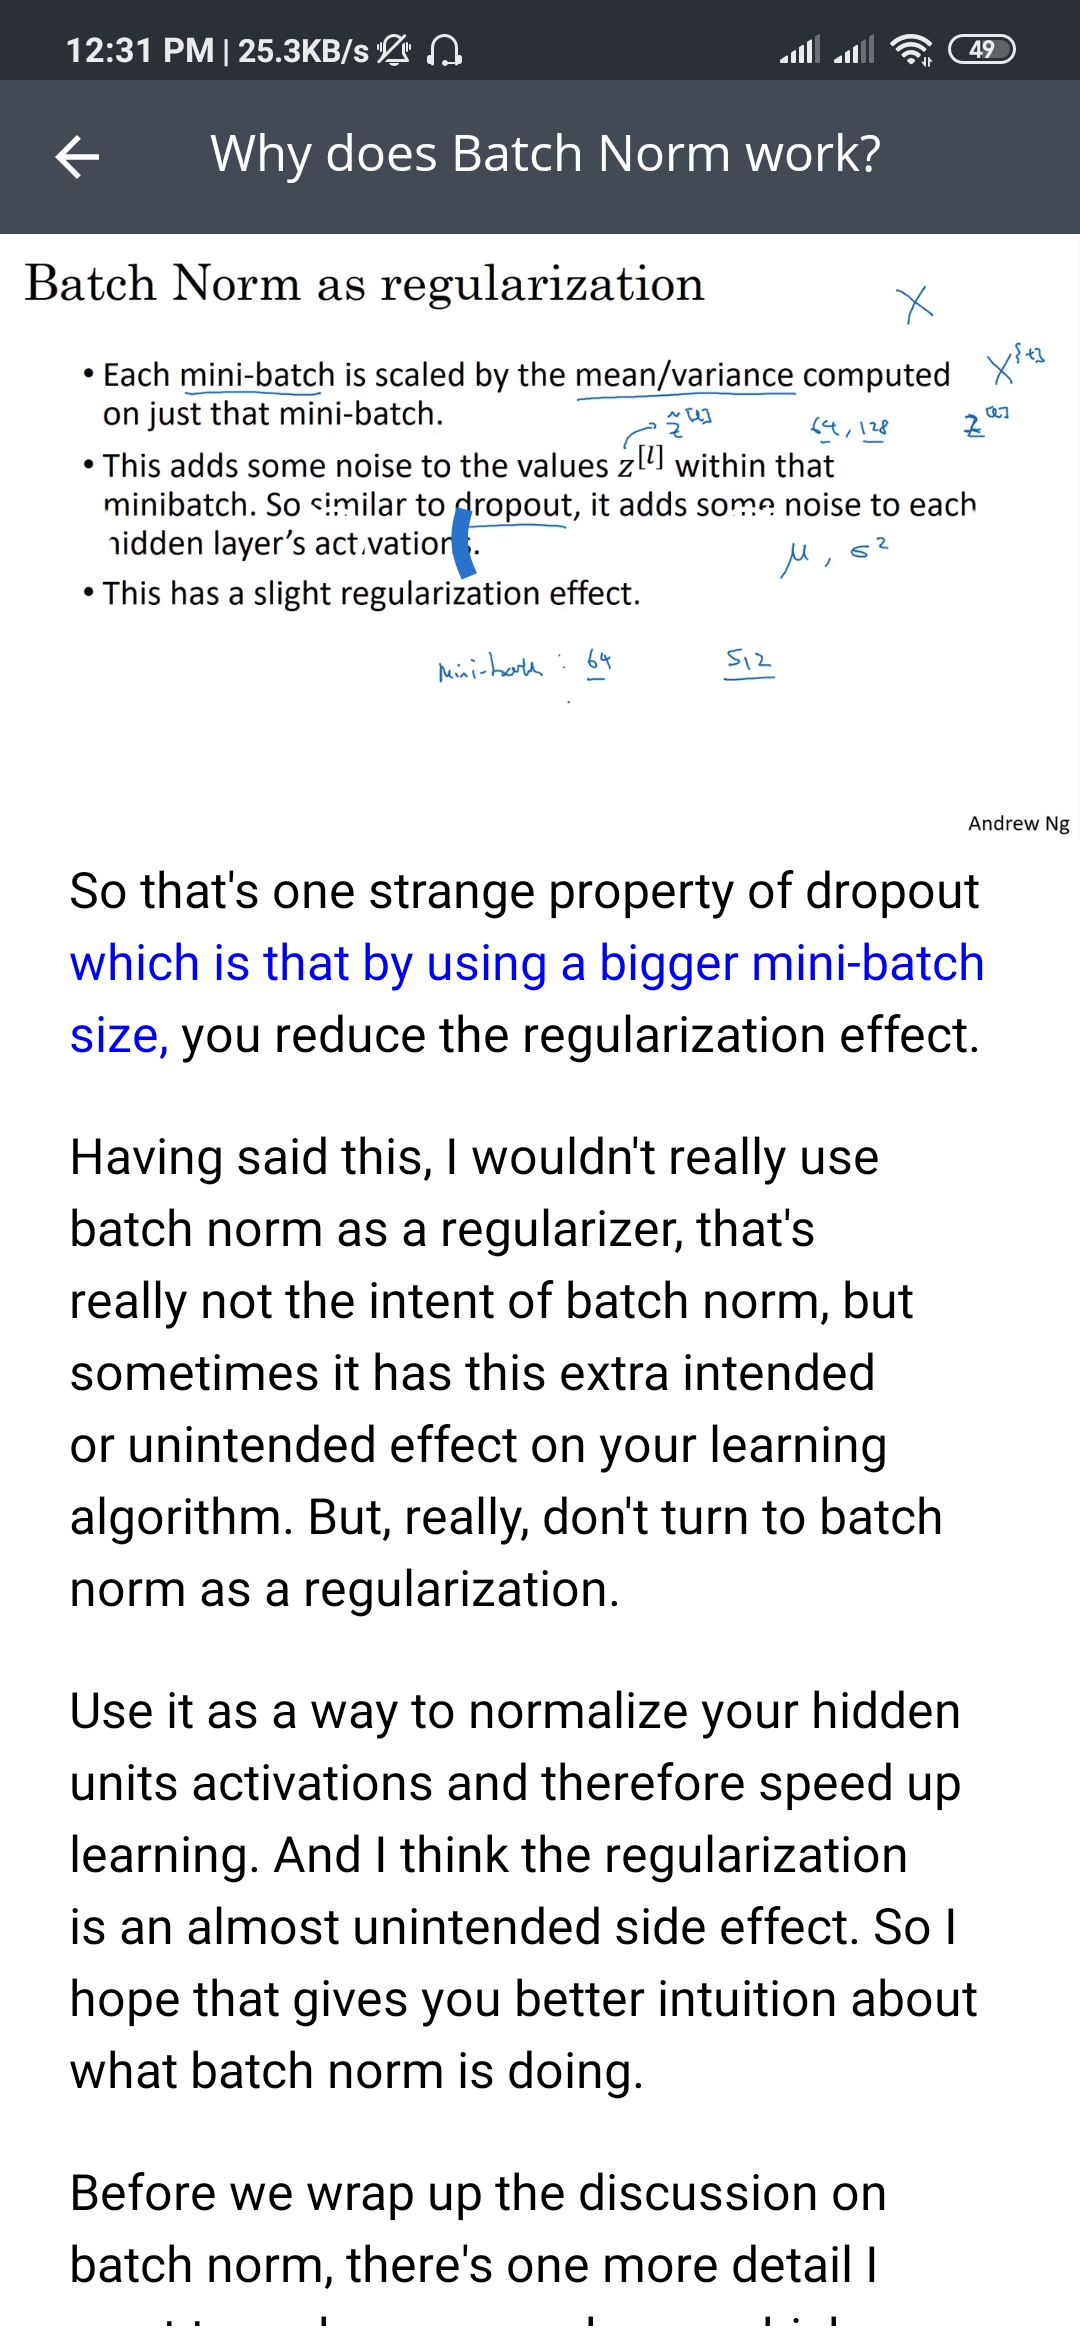 12:31 PM | 25.3KB/s
49
Why does Batch Norm work?
Batch Norm as regularization
X
• Each mini-batch is scaled by the mean/variance computed
X{t}
on just that mini-batch.
z̃[l]
64, 128
z[l]
• This adds some noise to the values z[l] within that
minibatch. So similar to dropout, it adds some noise to each
hidden layer's activations.
μ, σ2
• This has a slight regularization effect.
mini-batch : 64
512
Andrew Ng
So that's one strange property of dropout
which is that by using a bigger mini-batch
size, you reduce the regularization effect.
Having said this, I wouldn't really use
batch norm as a regularizer, that's
really not the intent of batch norm, but
sometimes it has this extra intended
or unintended effect on your learning
algorithm. But, really, don't turn to batch
norm as a regularization.
Use it as a way to normalize your hidden
units activations and therefore speed up
learning. And I think the regularization
is an almost unintended side effect. So I
hope that gives you better intuition about
what batch norm is doing.
Before we wrap up the discussion on
batch norm, there's one more detail I